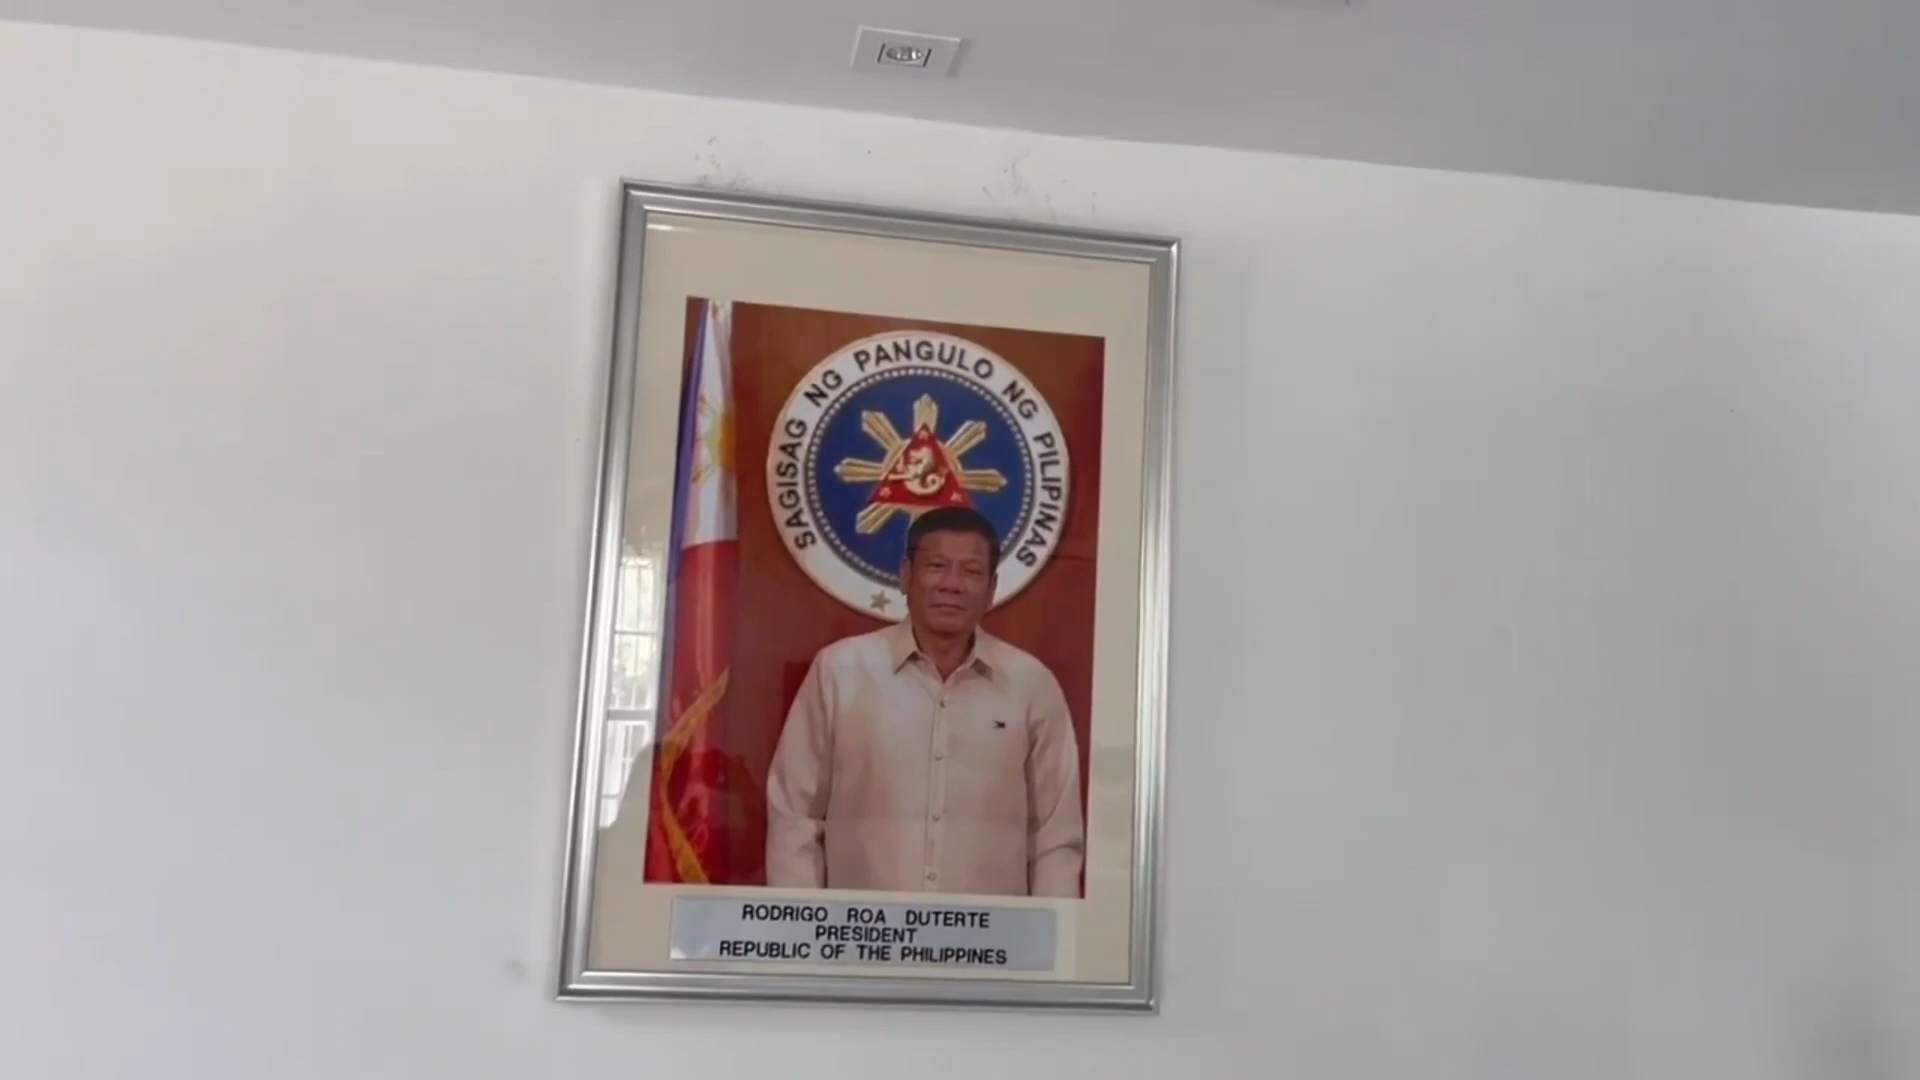 SAGISAG NG PANGULO NG PILIPINAS
RODRIGO ROA DUTERTE
PRESIDENT
REPUBLIC OF THE PHILIPPINES